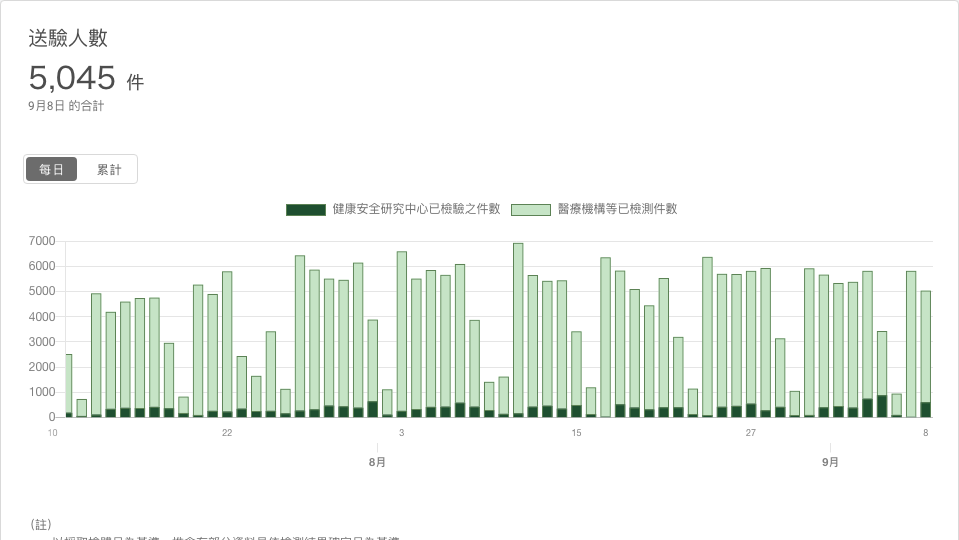 送驗人數
5,045 件
9月8日 的合計
每日 累計
健康安全研究中心已檢驗之件數 醫療機構等已檢測件數
7000
6000
5000
4000
3000
2000
1000
0
10 22 3 15 27 8
8月 9月
(註)